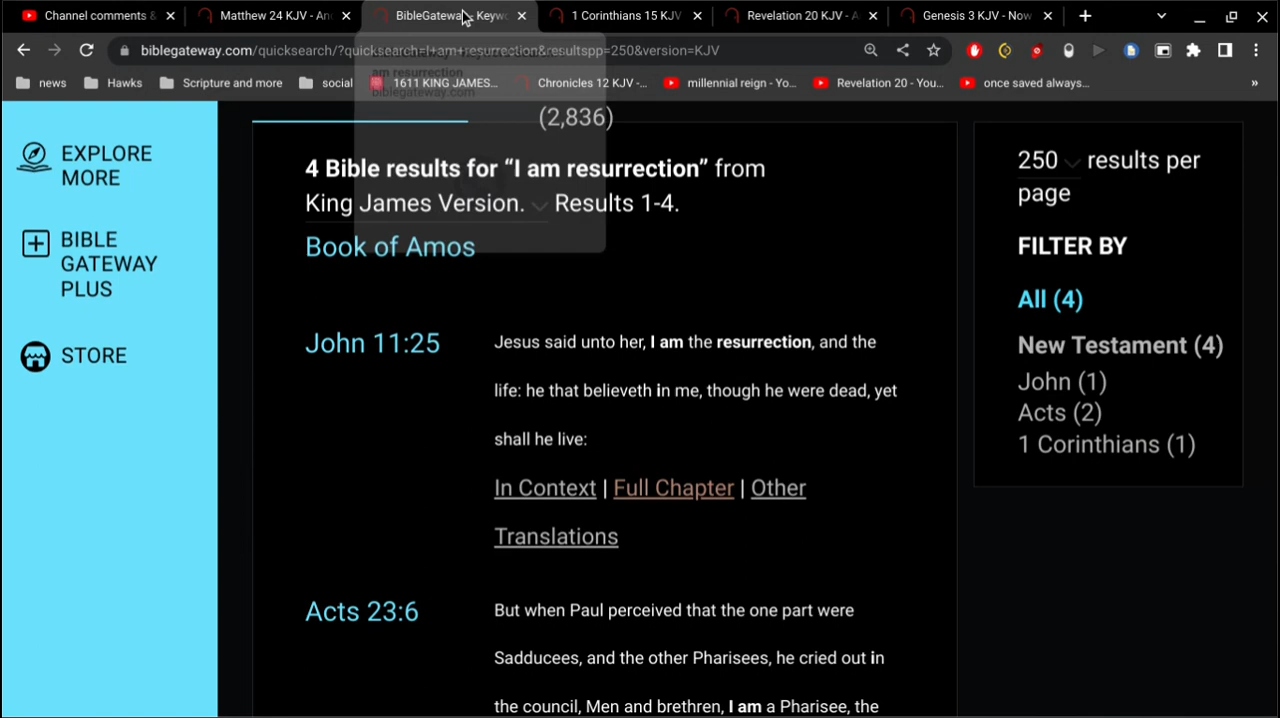 Channel comments &
Matthew 24 KJV - An
BibleGateway - Keyw
1 Corinthians 15 KJV
Revelation 20 KJV - A
Genesis 3 KJV - Now
biblegateway.com/quicksearch/?quicksearch=I+am+resurrection&resultspp=250&version=KJV
am resurrection
biblegateway.com
news
Hawks
Scripture and more
social
1611 KING JAMES...
Chronicles 12 KJV -...
millennial reign - Yo...
Revelation 20 - You...
once saved always...
»
(2,836)
EXPLORE
MORE
BIBLE
GATEWAY
PLUS
STORE
4 Bible results for “I am resurrection” from
King James Version. Results 1-4.
Book of Amos
John 11:25
Jesus said unto her, I am the resurrection, and the
life: he that believeth in me, though he were dead, yet
shall he live:
In Context | Full Chapter | Other
Translations
Acts 23:6
But when Paul perceived that the one part were
Sadducees, and the other Pharisees, he cried out in
the council, Men and brethren, I am a Pharisee, the
250 results per
page
FILTER BY
All (4)
New Testament (4)
John (1)
Acts (2)
1 Corinthians (1)